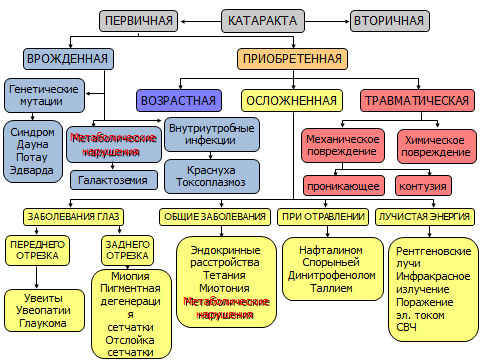 ПЕРВИЧНАЯ
КАТАРАКТА
ВТОРИЧНАЯ
ВРОЖДЕННАЯ
ПРИОБРЕТЕННАЯ
Генетические
мутации
ВОЗРАСТНАЯ
ОСЛОЖНЕННАЯ
ТРАВМАТИЧЕСКАЯ
Синдром
Дауна
Потау
Эдварда
Метаболические
нарушения
Внутриутробные
инфекции
Механическое
повреждение
Химическое
повреждение
Галактоземия
Краснуха
Токсоплазмоз
проникающее
контузия
ЗАБОЛЕВАНИЯ ГЛАЗ
ОБЩИЕ ЗАБОЛЕВАНИЯ
ПРИ ОТРАВЛЕНИИ
ЛУЧИСТАЯ ЭНЕРГИЯ
ПЕРЕДНЕГО
ОТРЕЗКА
ЗАДНЕГО
ОТРЕЗКА
Увеиты
Увеопатии
Глаукома
Миопия
Пигментная
дегенераци
я
сетчатки
Отслойка
сетчатки
Эндокринные
расстройства
Тетания
Миотония
Метаболические
нарушения
Нафталином
Спорыньей
Динитрофенолом
Таллием
Рентгеновские
лучи
Инфракрасное
излучение
Поражение
эл. током
СВЧ